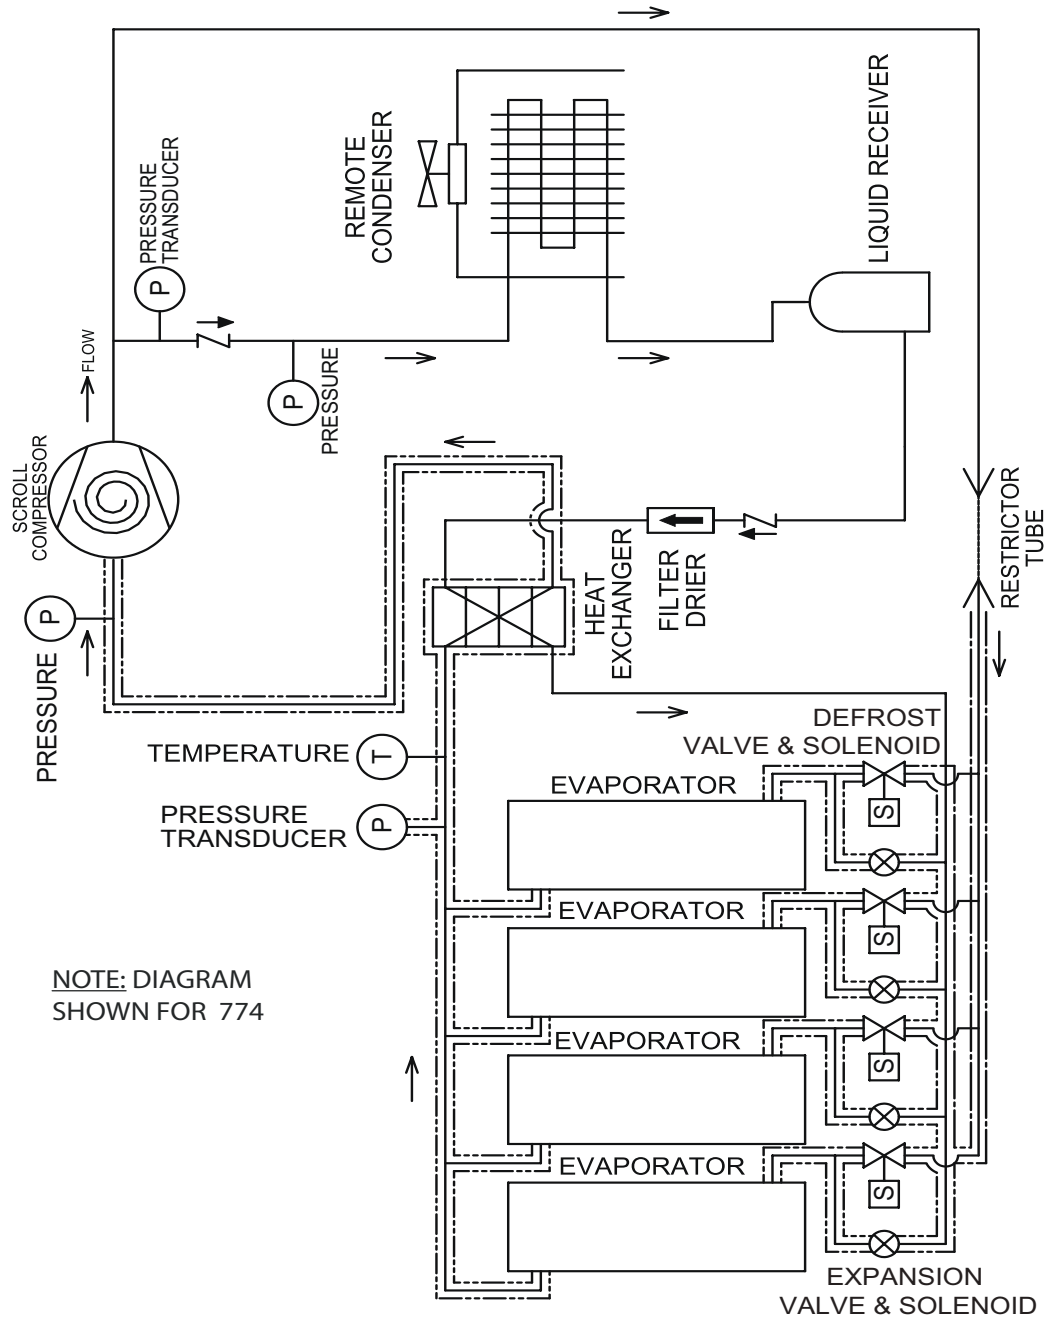 PRESSURE
TRANSDUCER
P
REMOTE
CONDENSER
LIQUID RECEIVER
FLOW
P
PRESSURE
SCROLL
COMPRESSOR
P
PRESSURE
HEAT
EXCHANGER
FILTER
DRIER
RESTRICTOR
TUBE
TEMPERATURE
T
PRESSURE
TRANSDUCER
P
DEFROST
VALVE & SOLENOID
EVAPORATOR
S
EVAPORATOR
S
EVAPORATOR
S
EVAPORATOR
S
NOTE: DIAGRAM
SHOWN FOR 774
EXPANSION
VALVE & SOLENOID